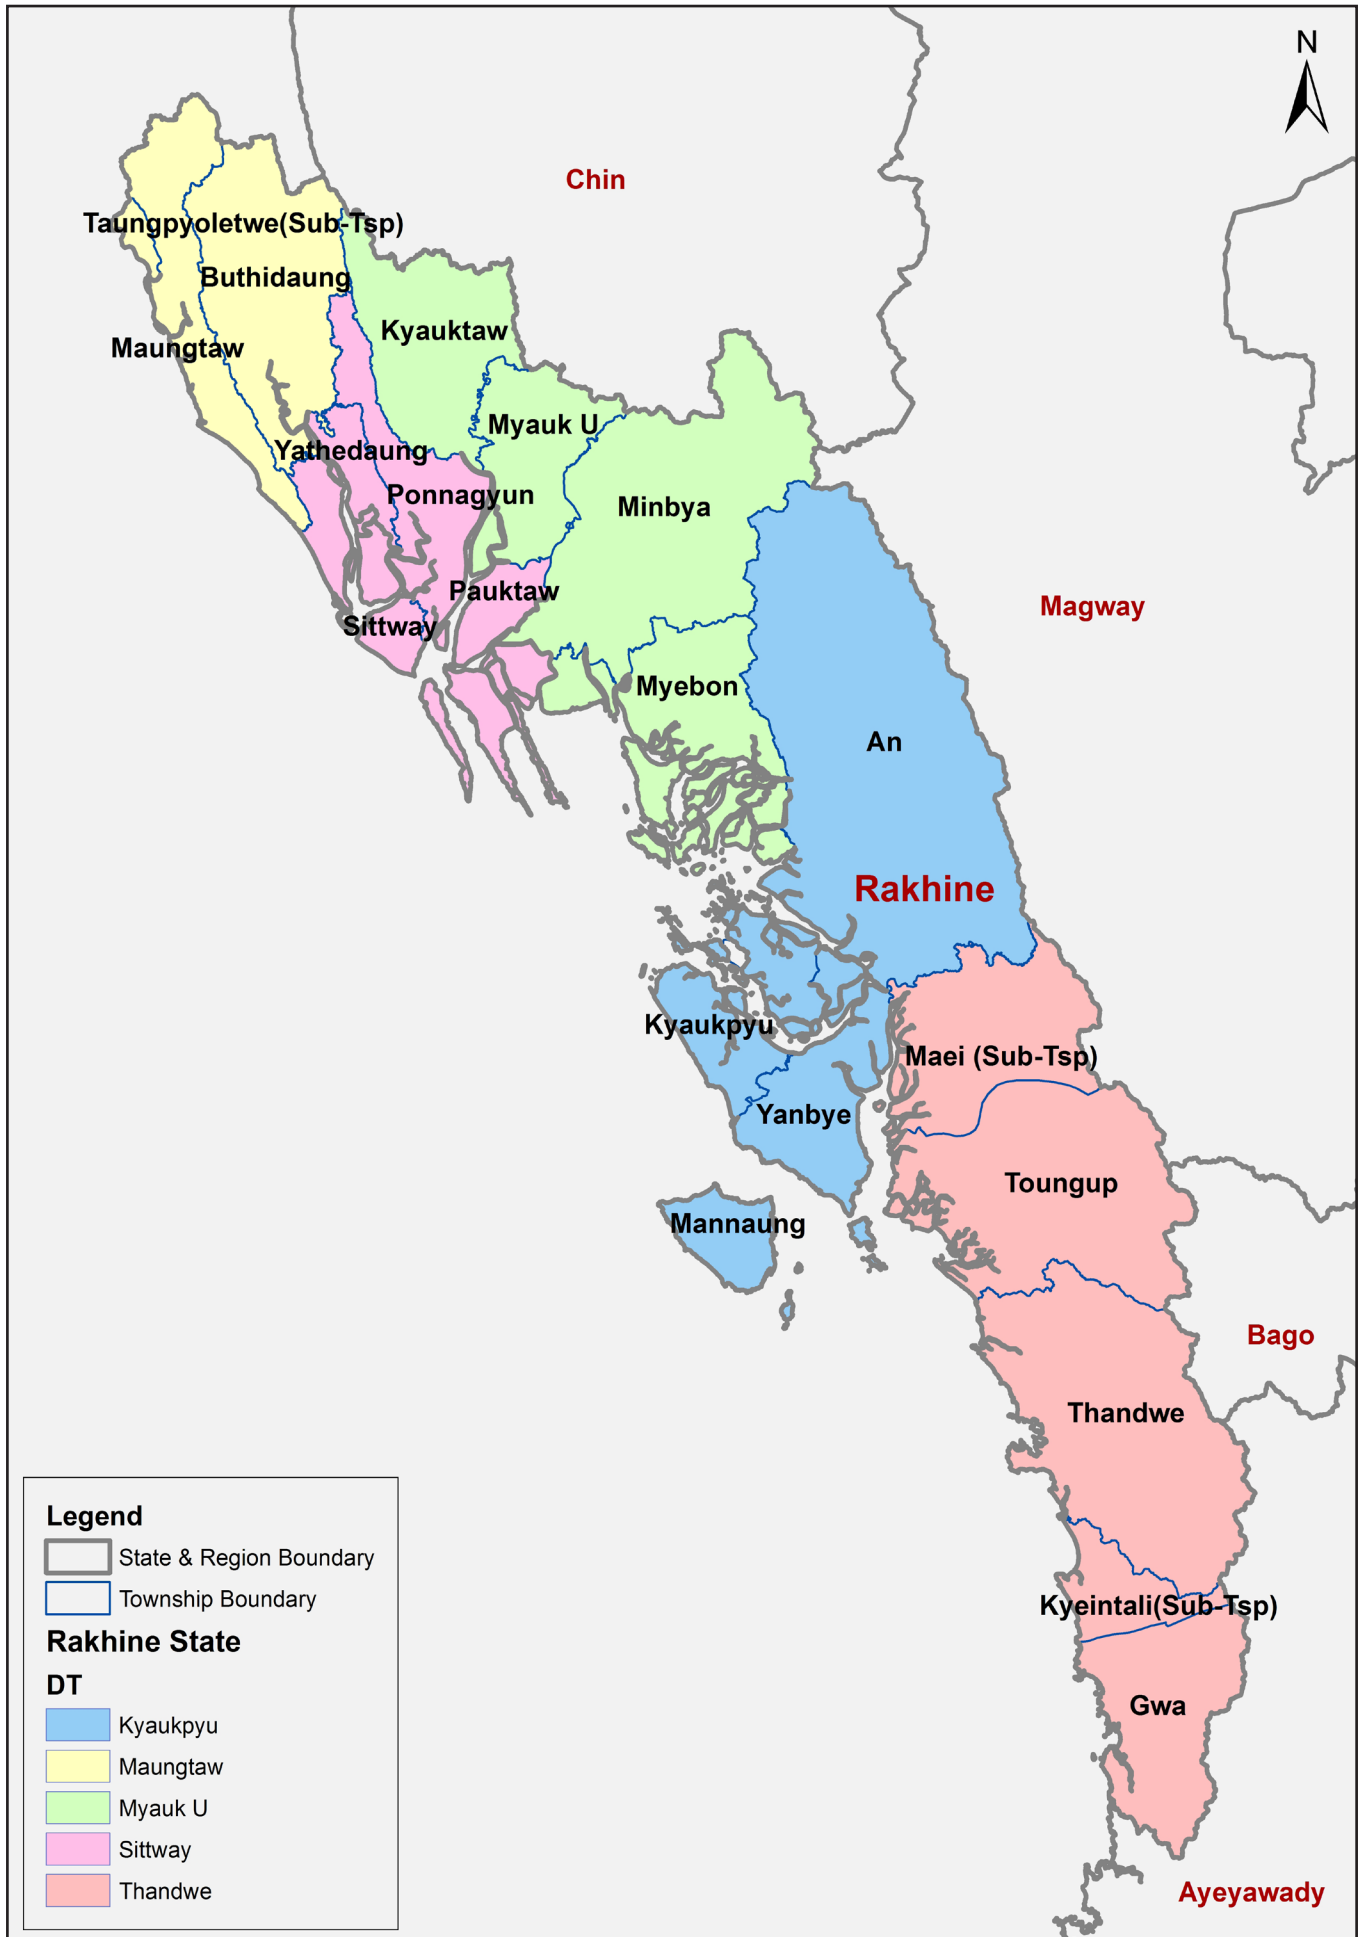 N
Chin
Taungpyoletwe(Sub-Tsp)
Buthidaung
Kyauktaw
Maungtaw
Myauk U
Yathedaung
Ponnagyun
Minbya
Pauktaw
Magway
Sittway
Myebon
An
Rakhine
Kyaukpyu
Maei (Sub-Tsp)
Yanbye
Toungup
Mannaung
Bago
Thandwe
Kyeintali(Sub-Tsp)
Gwa
Ayeyawady
Legend
State & Region Boundary
Township Boundary
Rakhine State
DT
Kyaukpyu
Maungtaw
Myauk U
Sittway
Thandwe